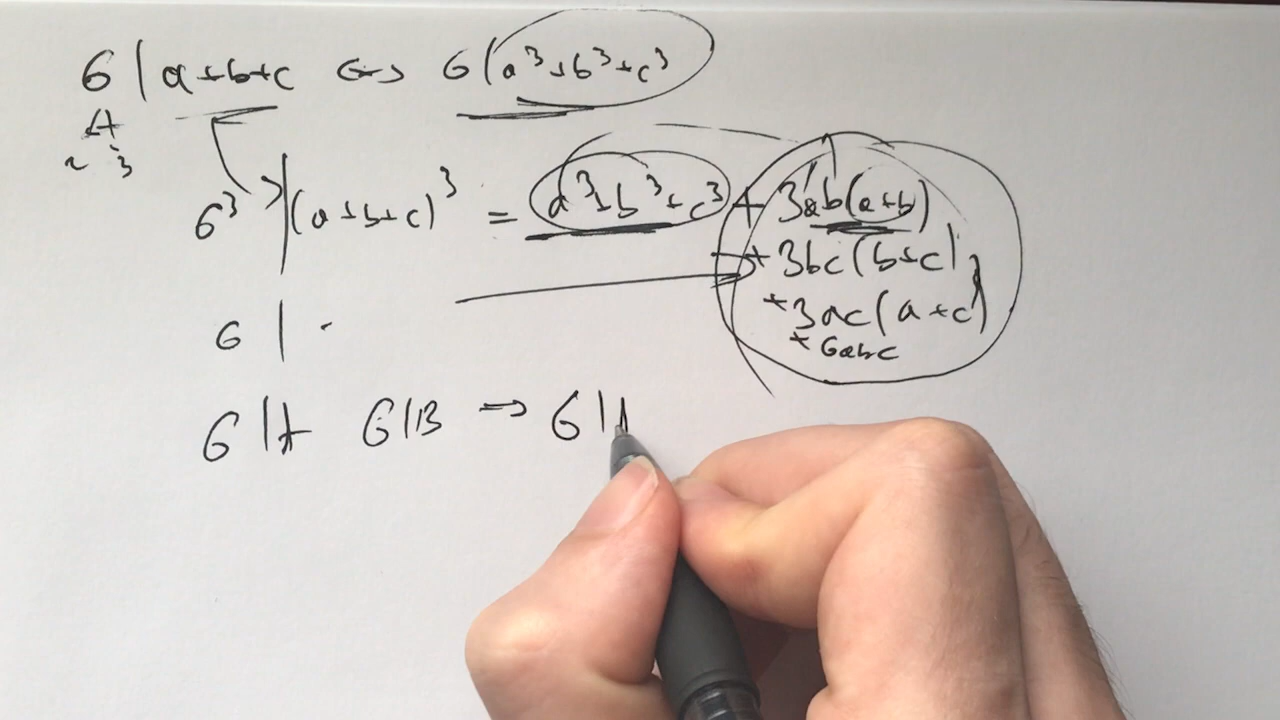 6 | a+b+c ⟺ 6 | a³+b³+c³
2 3
6³ | (a+b+c)³ = a³+b³+c³ + 3ab(a+b)
+3bc(b+c)
+3ac(a+c)
+6abc
6 |
6 | A 6 | B ⇒ 6 | A